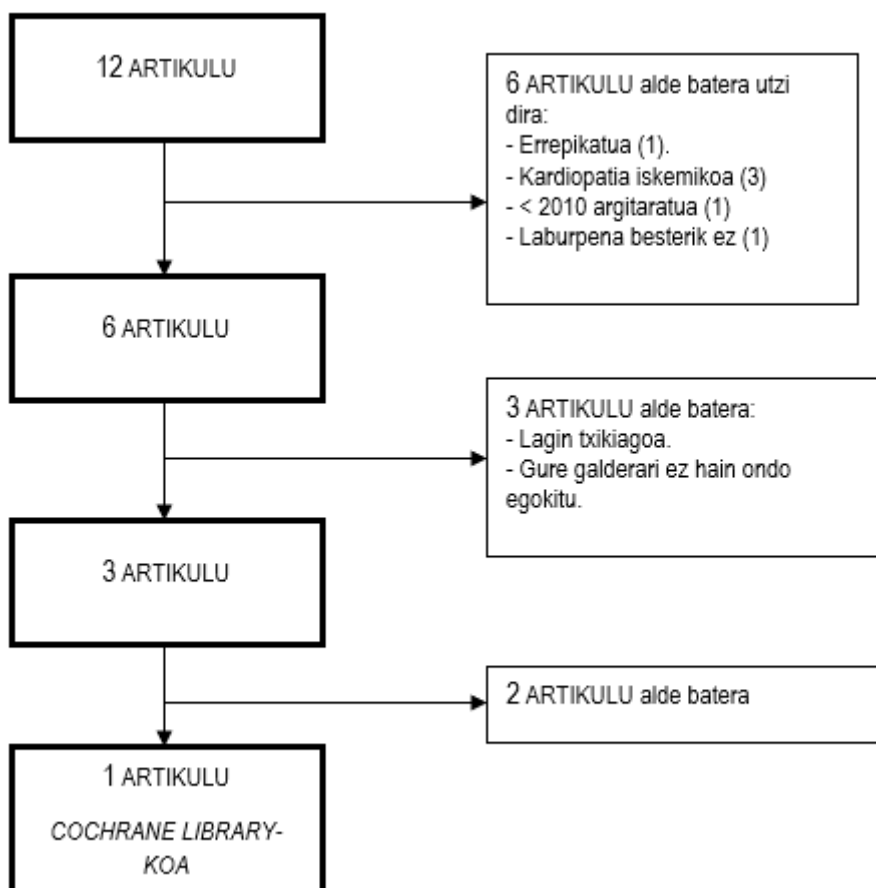 12 ARTIKULU
6 ARTIKULU alde batera utzi
dira:
- Errepikatua (1).
- Kardiopatia iskemikoa (3)
- < 2010 argitaratua (1)
- Laburpena besterik ez (1)
6 ARTIKULU
3 ARTIKULU alde batera:
- Lagin txikiagoa.
- Gure galderari ez hain ondo
egokitu.
3 ARTIKULU
2 ARTIKULU alde batera
1 ARTIKULU
COCHRANE LIBRARY-
KOA